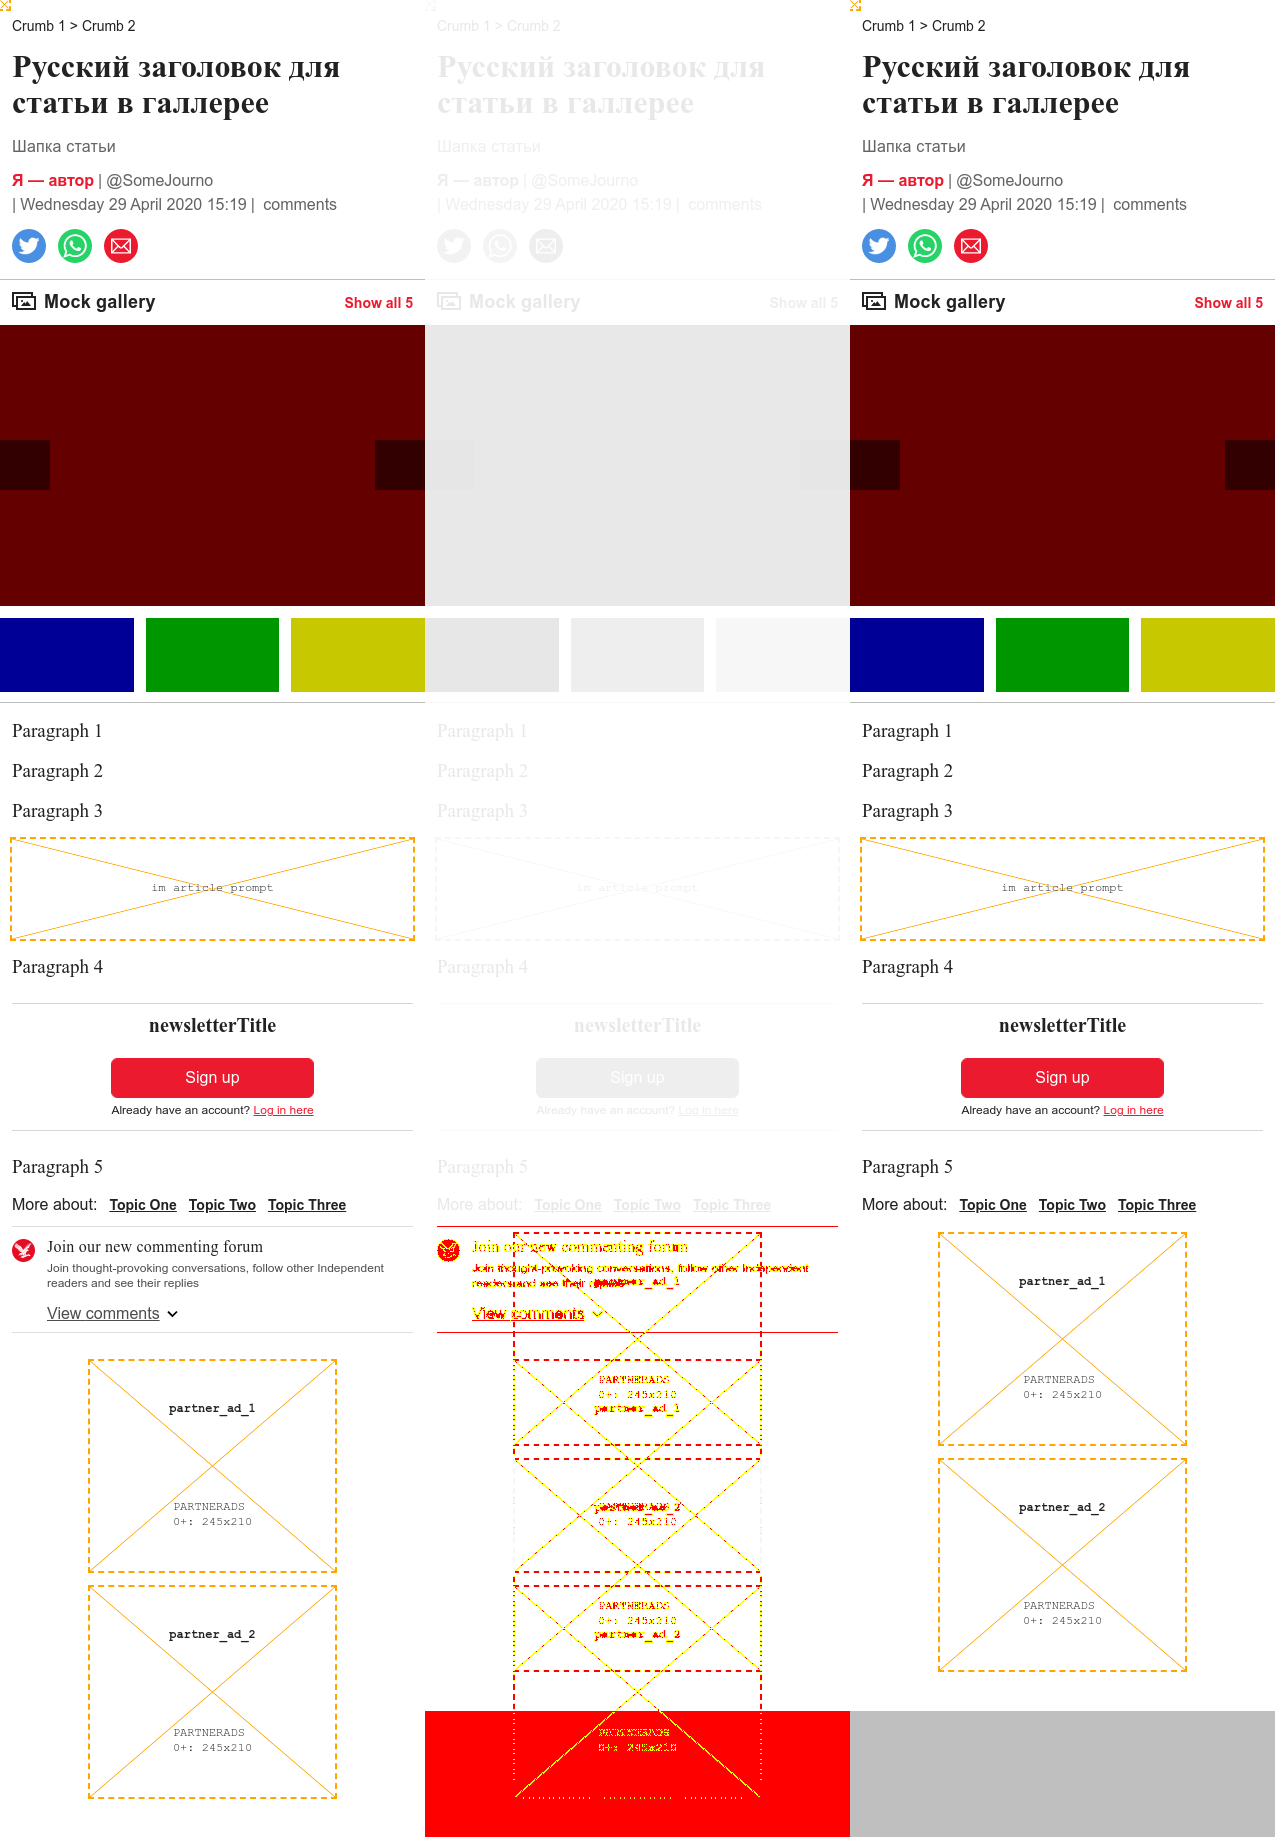 Crumb 1 > Crumb 2
Русский заголовок для
статьи в галлерее
Шапка статьи
Я — автор | @SomeJourno
| Wednesday 29 April 2020 15:19 | comments
Mock gallery
Show all 5
Paragraph 1
Paragraph 2
Paragraph 3
im article prompt
Paragraph 4
newsletterTitle
Sign up
Already have an account? Log in here
Paragraph 5
More about: Topic One Topic Two Topic Three
Join our new commenting forum
Join thought-provoking conversations, follow other Independent
readers and see their replies
View comments
partner_ad_1
PARTNERADS
0+: 245x210
partner_ad_2
PARTNERADS
0+: 245x210
Crumb 1 > Crumb 2
Русский заголовок для
статьи в галлерее
Шапка статьи
Я — автор | @SomeJourno
| Wednesday 29 April 2020 15:19 | comments
Mock gallery
Show all 5
Paragraph 1
Paragraph 2
Paragraph 3
im article prompt
Paragraph 4
newsletterTitle
Sign up
Already have an account? Log in here
Paragraph 5
More about: Topic One Topic Two Topic Three
Join our new commenting forum
Join thought-provoking conversations, follow other Independent
readers and see their replies
partner_ad_1
View comments
PARTNERADS
0+: 245x210
partner_ad_1
partner_ad_2
0+: 245x210
PARTNERADS
0+: 245x210
partner_ad_2
PARTNERADS
0+: 245x210
Crumb 1 > Crumb 2
Русский заголовок для
статьи в галлерее
Шапка статьи
Я — автор | @SomeJourno
| Wednesday 29 April 2020 15:19 | comments
Mock gallery
Show all 5
Paragraph 1
Paragraph 2
Paragraph 3
im article prompt
Paragraph 4
newsletterTitle
Sign up
Already have an account? Log in here
Paragraph 5
More about: Topic One Topic Two Topic Three
partner_ad_1
PARTNERADS
0+: 245x210
partner_ad_2
PARTNERADS
0+: 245x210